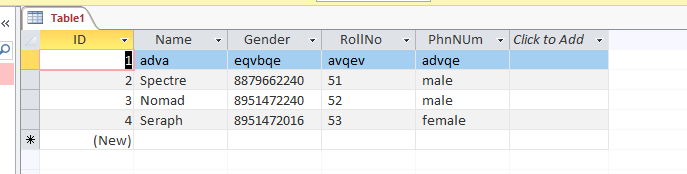 Table1
ID Name Gender RollNo PhnNUm Click to Add
1 adva eqvbqe avqev advqe
2 Spectre 8879662240 51 male
3 Nomad 8951472240 52 male
4 Seraph 8951472016 53 female
(New)